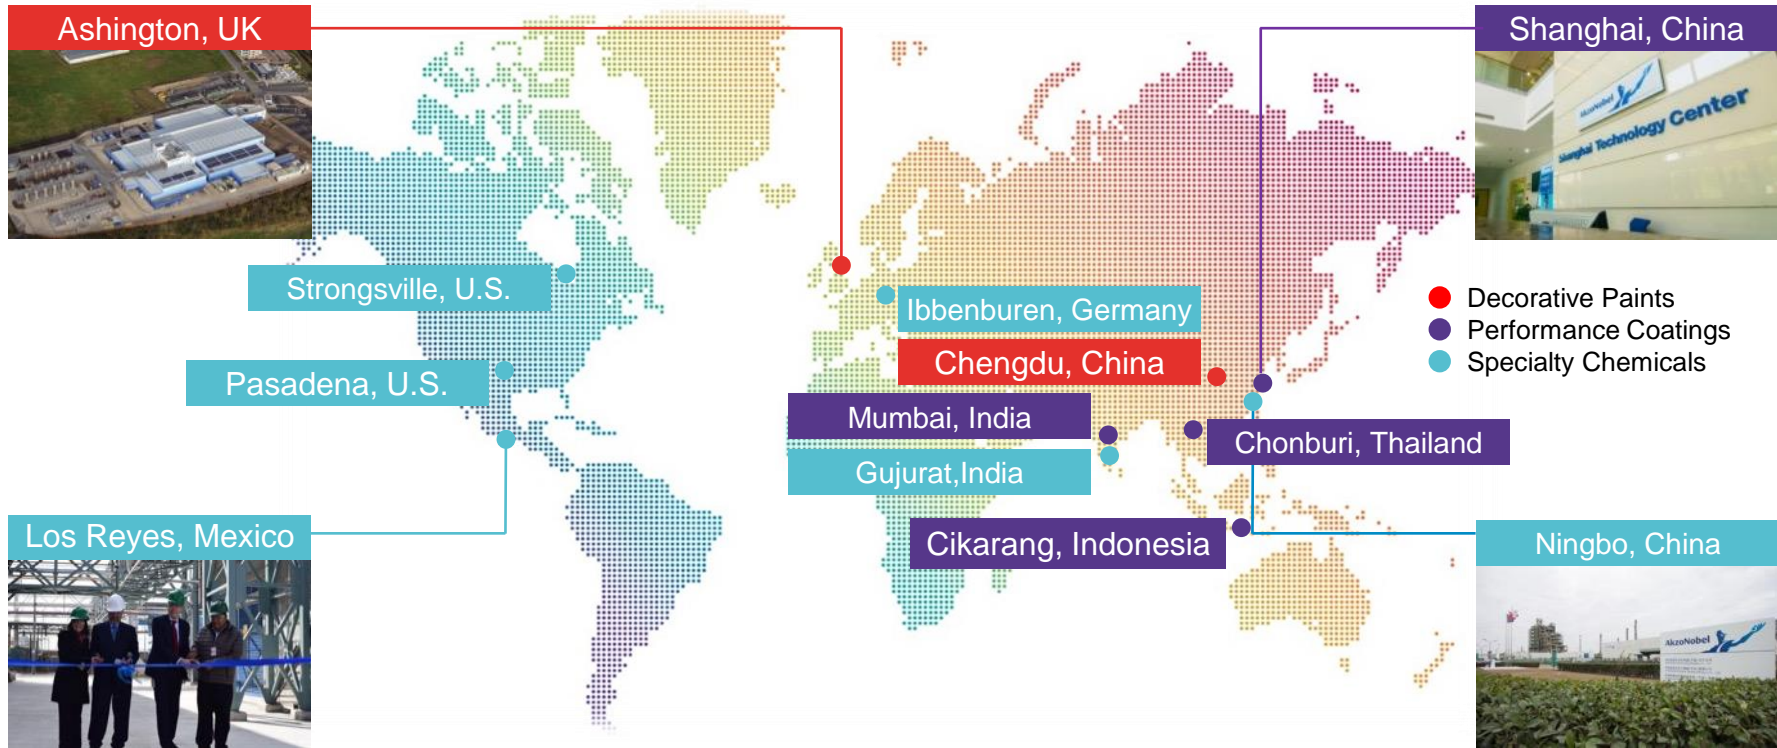 Ashington, UK
Shanghai, China
AkzoNobel
Shanghai Technology Center
Strongsville, U.S.
Ibbenburen, Germany
Decorative Paints
Performance Coatings
Specialty Chemicals
Chengdu, China
Pasadena, U.S.
Mumbai, India
Chonburi, Thailand
Gujurat,India
Los Reyes, Mexico
Cikarang, Indonesia
Ningbo, China
AkzoNobel